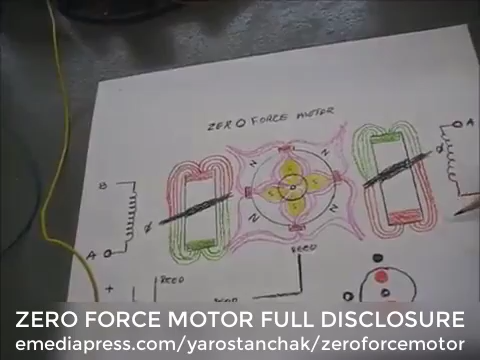 ZERO FORCE MOTOR
B
A
A
+
REED
REED
N
N
N
N
ZERO FORCE MOTOR FULL DISCLOSURE
emediapress.com/yarostanchak/zeroforcemotor